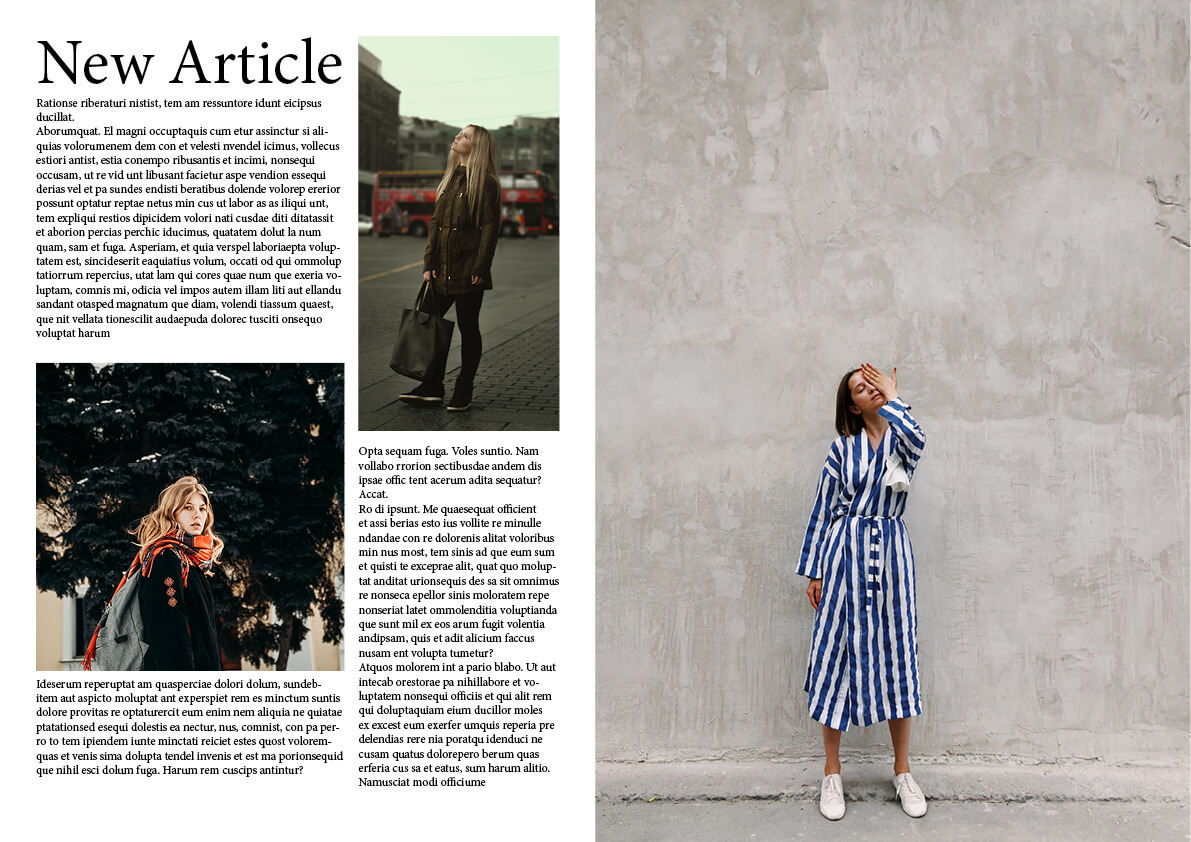 New Article
Rationse riberaturi nistist, tem am ressuntore idunt eicipsus
ducillat.
Aborumquat. El magni occuptaquis cum etur assinctur si ali-
quias volorumenem dem con et velesti nvendel icimus, vollecus
estiori antist, estia conempo ribusantis et incimi, nonsequi
occusam, ut re vid unt libusant facietur aspe vendion essequi
derias vel et pa sundes endisti beratibus dolende volorep ererior
possunt optatur reptae netus min cus ut labor as as iliqui unt,
tem expliqui restios dipicidem volori nati cusdae diti ditatassit
et aborion percias perchic iducimus, quatatem dolut la num
quam, sam et fuga. Asperiam, et quia verspel laboriaepta volup-
tatem est, sincideserit eaquiatius volum, occati od qui ommolup
tatiorrum repercius, utat lam qui cores quae num que exeria vo-
luptam, comnis mi, odicia vel impos autem illam liti aut ellandu
sandant otasped magnatum que diam, volendi tiassum quaest,
que nit vellata tionescilit audaepuda dolorec tusciti onsequo
voluptat harum
Ideserum reperuptat am quasperciae dolori dolum, sundeb-
item aut aspicto moluptat ant experspiet rem es minctum suntis
dolore provitas re optaturercit eum enim nem aliquia ne quiatae
ptatationsed esequi dolestis ea nectur, nus, comnist, con pa per-
ro to tem ipiendem iunte minctati reiciet estes quost volorem-
quas et venis sima dolupta tendel invenis et est ma porionsequid
que nihil esci dolum fuga. Harum rem cuscips antintur?
Opta sequam fuga. Voles suntio. Nam
vollabo rrorion sectibusdae andem dis
ipsae offic tent acerum adita sequatur?
Accat.
Ro di ipsunt. Me quaesequat officient
et assi berias esto ius vollite re minulle
ndandae con re dolorenis alitat voloribus
min nus most, tem sinis ad que eum sum
et quisti te exceprae alit, quat quo molup-
tat anditat urionsequis des sa sit omnimus
re nonseca epellor sinis moloratem repe
nonseriat latet ommolenditia voluptianda
que sunt mil ex eos arum fugit volentia
andipsam, quis et adit alicium faccus
nusam ent volupta tumetur?
Atquos molorem int a pario blabo. Ut aut
intecab orestorae pa nihillabore et vo-
luptatem nonsequi officiis et qui alit rem
qui doluptaquiam eium ducillor moles
ex excest eum exerfer umquis reperia pre
delendias rere nia poratqu idenduci ne
cusam quatus dolorepero berum quas
erferia cus sa et eatus, sum harum alitio.
Namusciat modi officiume